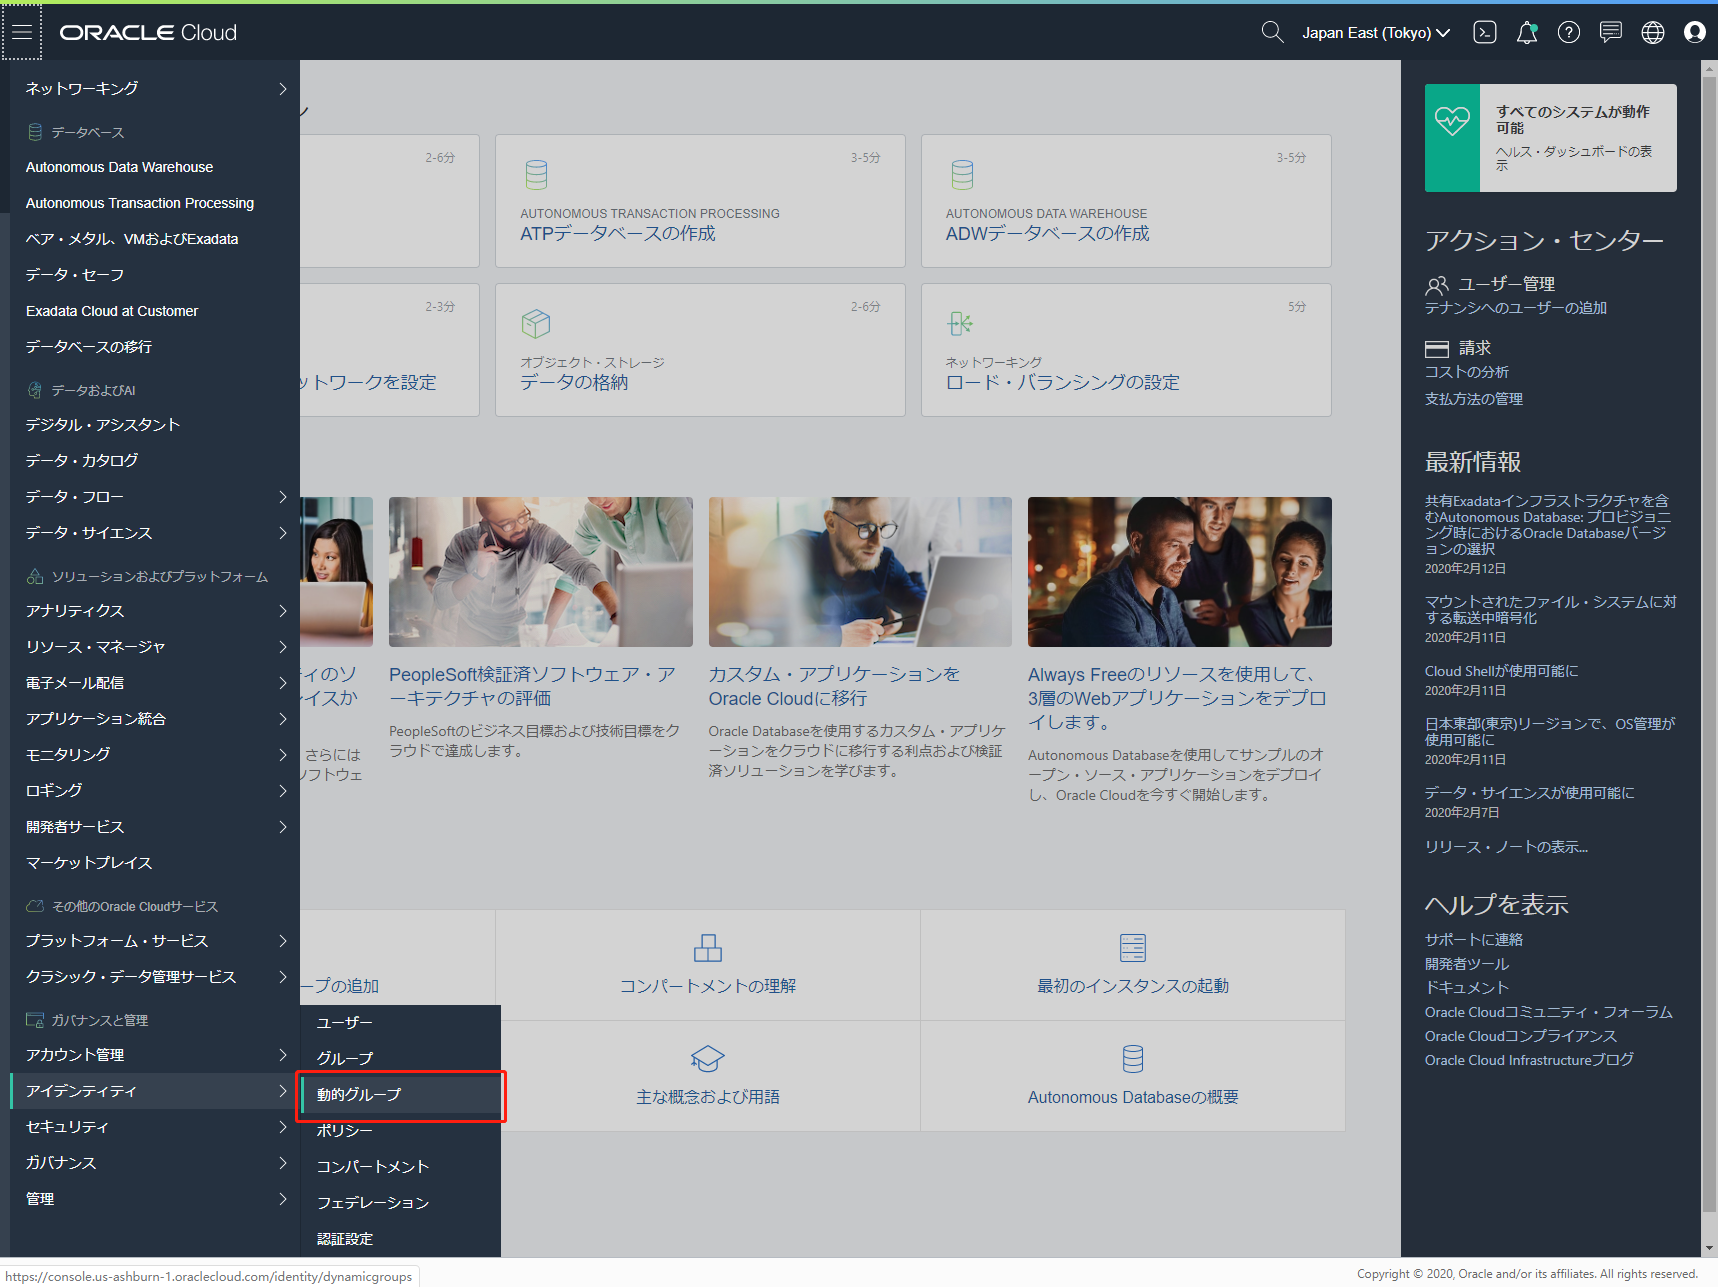 ORACLE Cloud
Japan East (Tokyo)
ネットワーキング
データベース
Autonomous Data Warehouse
Autonomous Transaction Processing
ベア・メタル、VMおよびExadata
データ・セーフ
Exadata Cloud at Customer
データベースの移行
データおよびAI
デジタル・アシスタント
データ・カタログ
データ・フロー
データ・サイエンス
ソリューションおよびプラットフォーム
アナリティクス
リソース・マネージャ
電子メール配信
アプリケーション統合
モニタリング
ロギング
開発者サービス
マーケットプレイス
その他のOracle Cloudサービス
プラットフォーム・サービス
クラシック・データ管理サービス
ガバナンスと管理
アカウント管理
アイデンティティ
セキュリティ
ガバナンス
管理
ユーザー
グループ
動的グループ
ポリシー
コンパートメント
フェデレーション
認証設定
2-6分
3-5分
AUTONOMOUS TRANSACTION PROCESSING
ATPデータベースの作成
3-5分
AUTONOMOUS DATA WAREHOUSE
ADWデータベースの作成
2-3分
ットワークを設定
2-6分
オブジェクト・ストレージ
データの格納
5分
ネットワーキング
ロード・バランシングの設定
ィのソ
レイスか
さらには
ソフトウェ
PeopleSoft検証済ソフトウェア・ア
ーキテクチャの評価
PeopleSoftのビジネス目標および技術目標をク
ラウドで達成します。
カスタム・アプリケーションを
Oracle Cloudに移行
Oracle Databaseを使用するカスタム・アプリケ
ーションをクラウドに移行する利点および検証
済ソリューションを学びます。
Always Freeのリソースを使用して、
3層のWebアプリケーションをデプロ
イします。
Autonomous Databaseを使用してサンプルのオ
ープン・ソース・アプリケーションをデプロイ
し、Oracle Cloudを今すぐ開始します。
ープの追加
コンパートメントの理解
最初のインスタンスの起動
主な概念および用語
Autonomous Databaseの概要
すべてのシステムが動作
可能
ヘルス・ダッシュボードの表
示
アクション・センター
ユーザー管理
テナンシへのユーザーの追加
請求
コストの分析
支払方法の管理
最新情報
共有Exadataインフラストラクチャを含
むAutonomous Database: プロビジョニ
ング時におけるOracle Databaseバージ
ョンの選択
2020年2月12日
マウントされたファイル・システムに対
する転送中暗号化
2020年2月11日
Cloud Shellが使用可能に
2020年2月11日
日本東部(東京)リージョンで、OS管理が
使用可能に
2020年2月11日
データ・サイエンスが使用可能に
2020年2月7日
リリース・ノートの表示...
ヘルプを表示
サポートに連絡
開発者ツール
ドキュメント
Oracle Cloudコミュニティ・フォーラム
Oracle Cloudコンプライアンス
Oracle Cloud Infrastructureブログ
https://console.us-ashburn-1.oraclecloud.com/identity/dynamicgroups
Copyright © 2020, Oracle and/or its affiliates. All rights reserved.